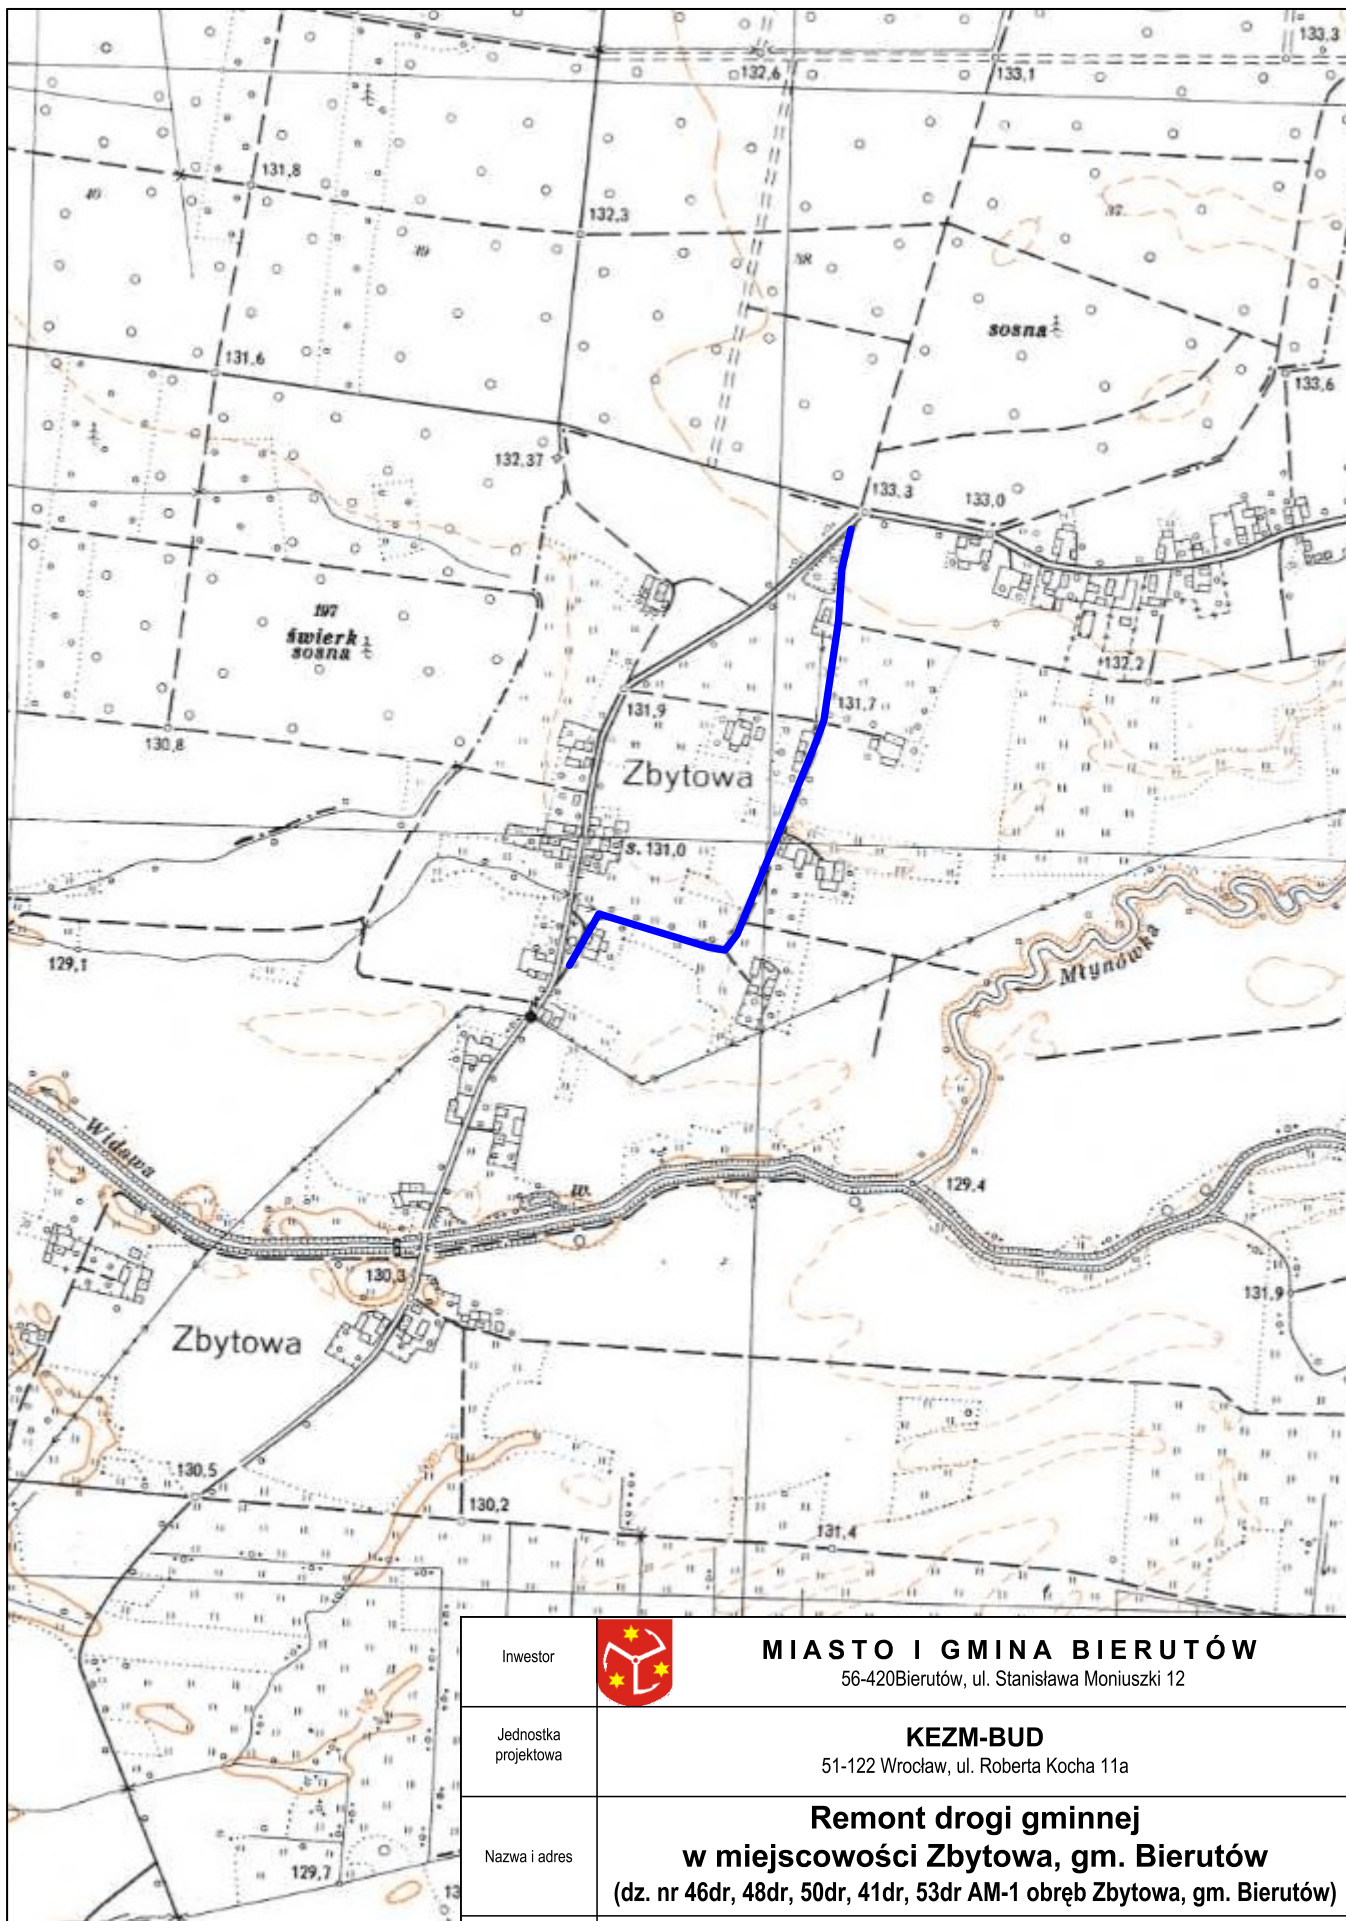 133,3
132,6
133,1
131,8
40
132,3
37
39
38
sosna
131,6
133,6
132,37
133,3
133,0
197
świerk
sosna
132,2
131,9
131,7
130,8
Zbytowa
s. 131,0
129,1
Młynówka
Widawa
129,4
w.
130,3
131,9
Zbytowa
130,5
130,2
131,4
129,7
13
Inwestor
MIASTO I GMINA BIERUTÓW
56-420Bierutów, ul. Stanisława Moniuszki 12
Jednostka
projektowa
KEZM-BUD
51-122 Wrocław, ul. Roberta Kocha 11a
Nazwa i adres
Remont drogi gminnej
w miejscowości Zbytowa, gm. Bierutów
(dz. nr 46dr, 48dr, 50dr, 41dr, 53dr AM-1 obręb Zbytowa, gm. Bierutów)